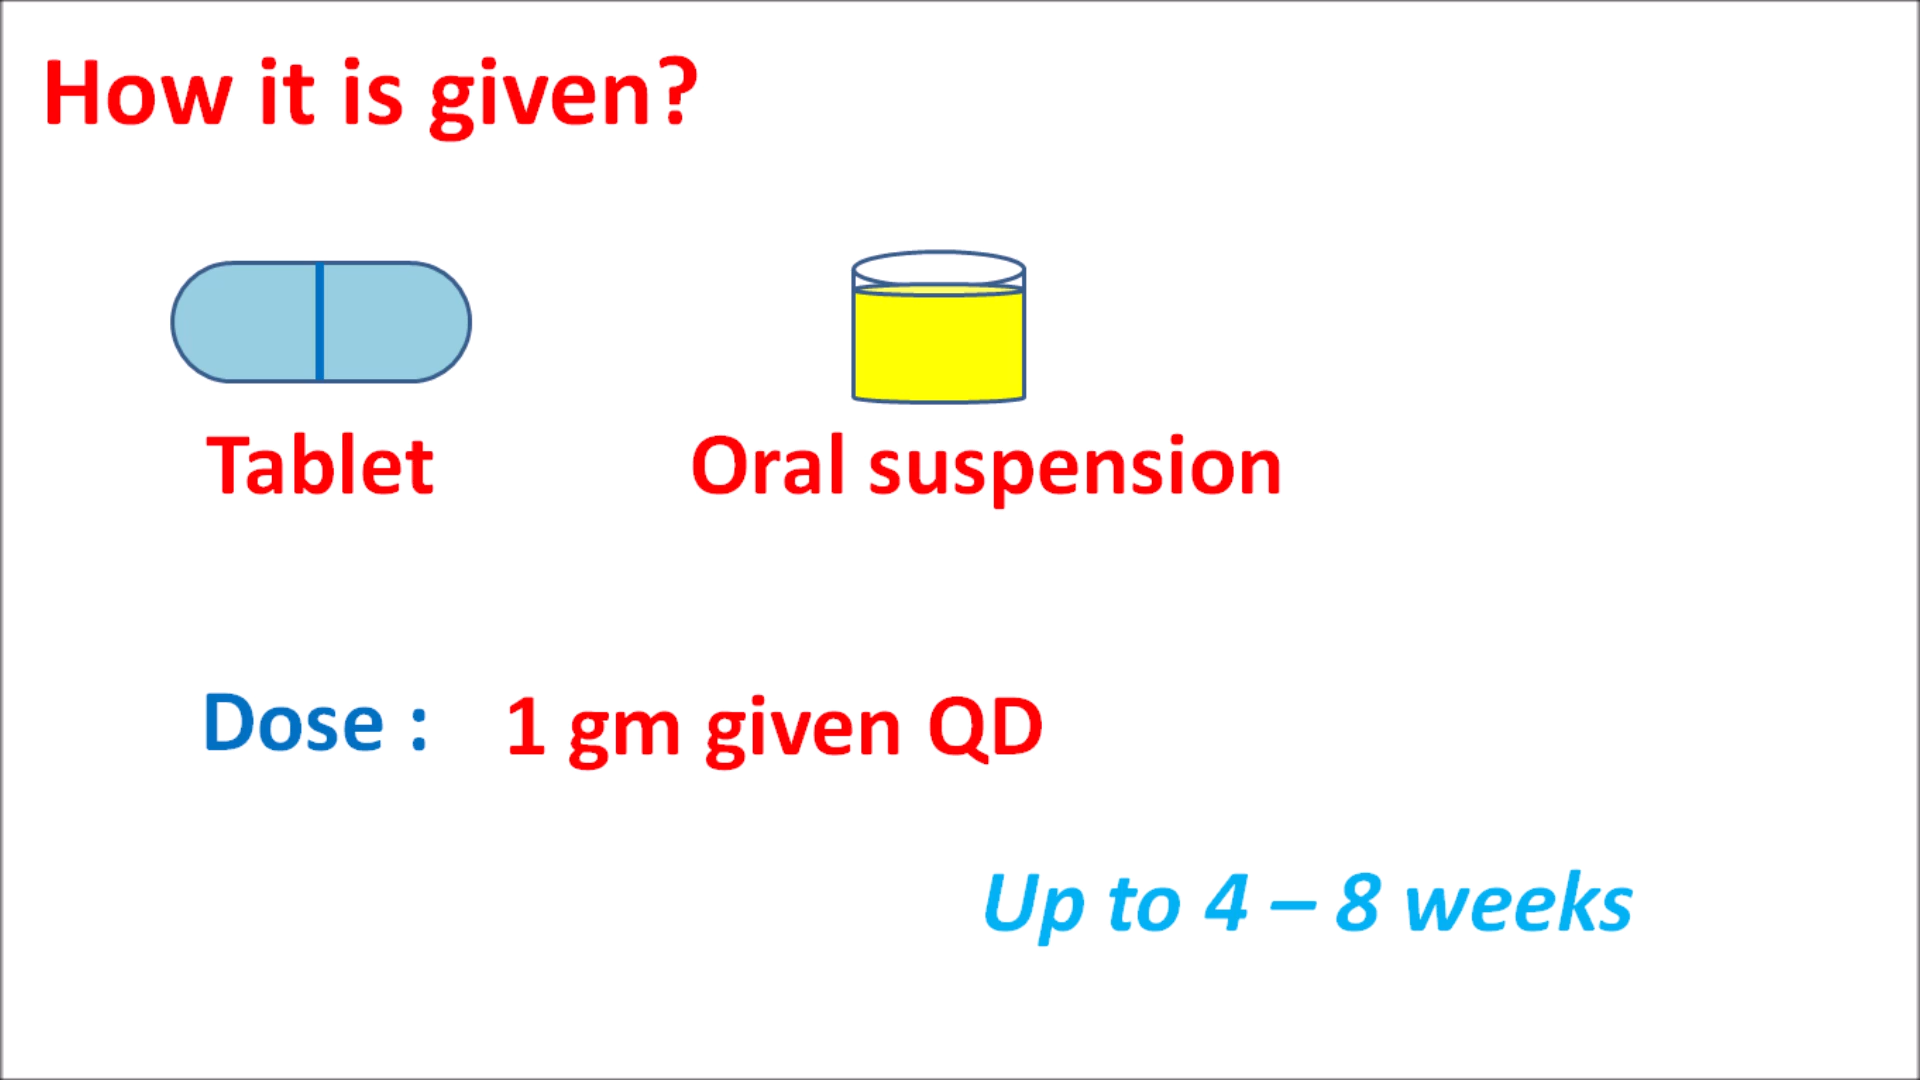 How it is given?
Tablet
Oral suspension
Dose : 1 gm given QD
Up to 4 – 8 weeks